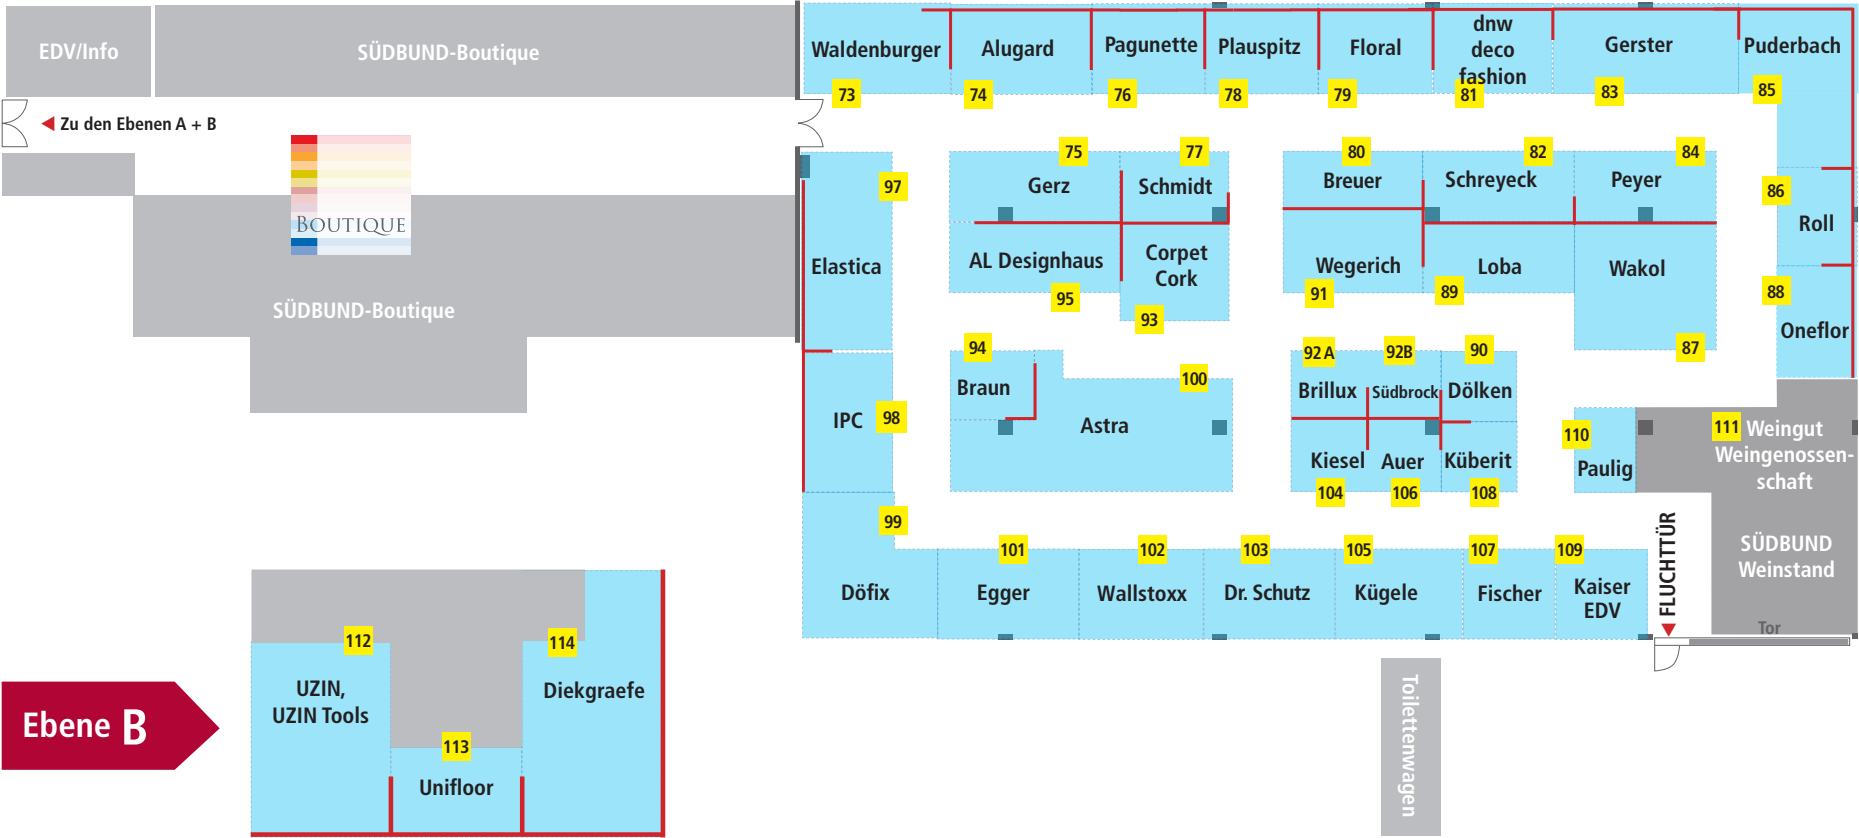 EDV/Info
SÜDBUND-Boutique
Zu den Ebenen A + B
BOUTIQUE
SÜDBUND-Boutique
Waldenburger
73
Alugard
74
Pagunette
76
Plauspitz
78
Floral
79
dnw
deco
fashion
81
Gerster
83
Puderbach
85
75
Gerz
77
Schmidt
80
Breuer
82
Schreyeck
84
Peyer
86
Roll
97
Elastica
AL Designhaus
95
Corpet
Cork
93
Wegerich
91
Loba
89
Wakol
87
88
Oneflor
94
Braun
100
Astra
92 A
Brillux
92B
Südbrock
90
Dölken
IPC
98
Kiesel
104
Auer
106
Küberit
108
110
Paulig
111
Weingut
Weingenossen-
schaft
SÜDBUND
Weinstand
Tor
FLUCHTTÜR
99
Döfix
101
Egger
102
Wallstoxx
103
Dr. Schutz
105
Kügele
107
Fischer
109
Kaiser
EDV
Toilettenwagen
Ebene B
112
UZIN,
UZIN Tools
113
Unifloor
114
Diekgraefe